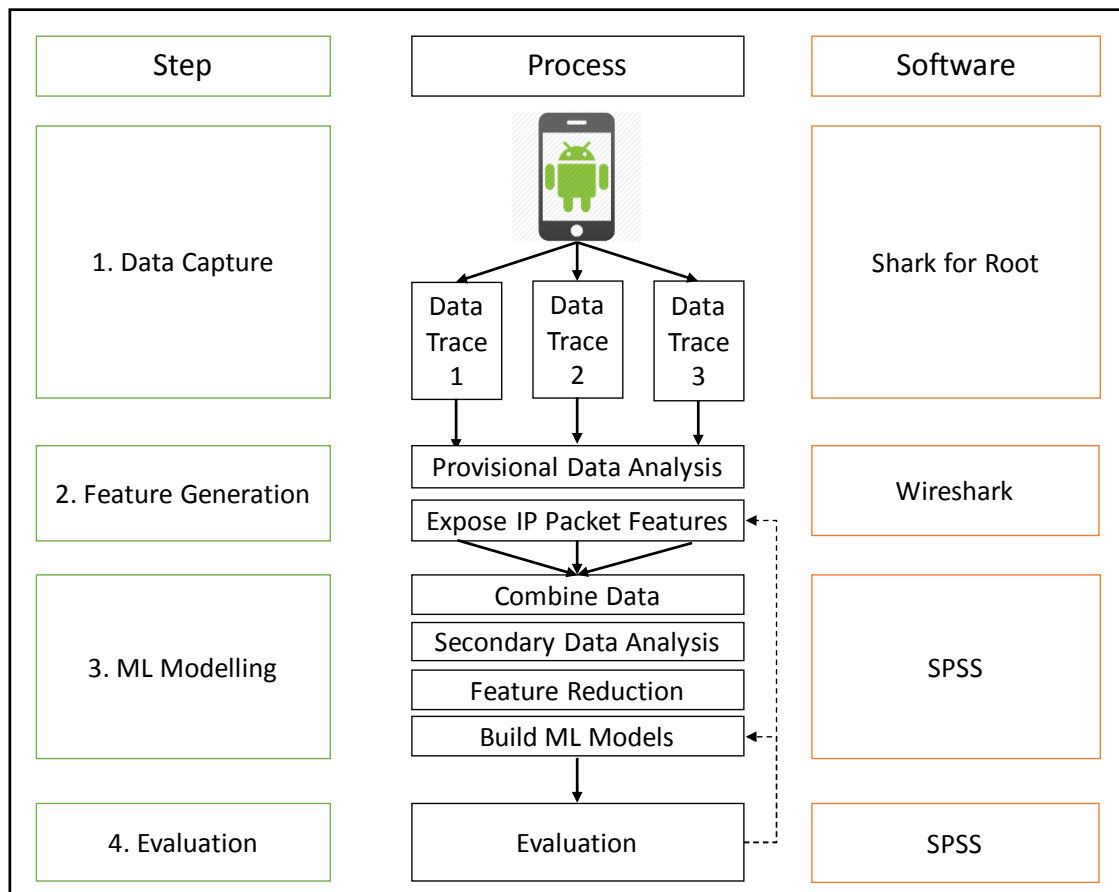 Step
Process
Software
1. Data Capture
Data
Trace
1
Data
Trace
2
Data
Trace
3
Shark for Root
2. Feature Generation
Provisional Data Analysis
Expose IP Packet Features
Wireshark
3. ML Modelling
Combine Data
Secondary Data Analysis
Feature Reduction
Build ML Models
SPSS
4. Evaluation
Evaluation
SPSS